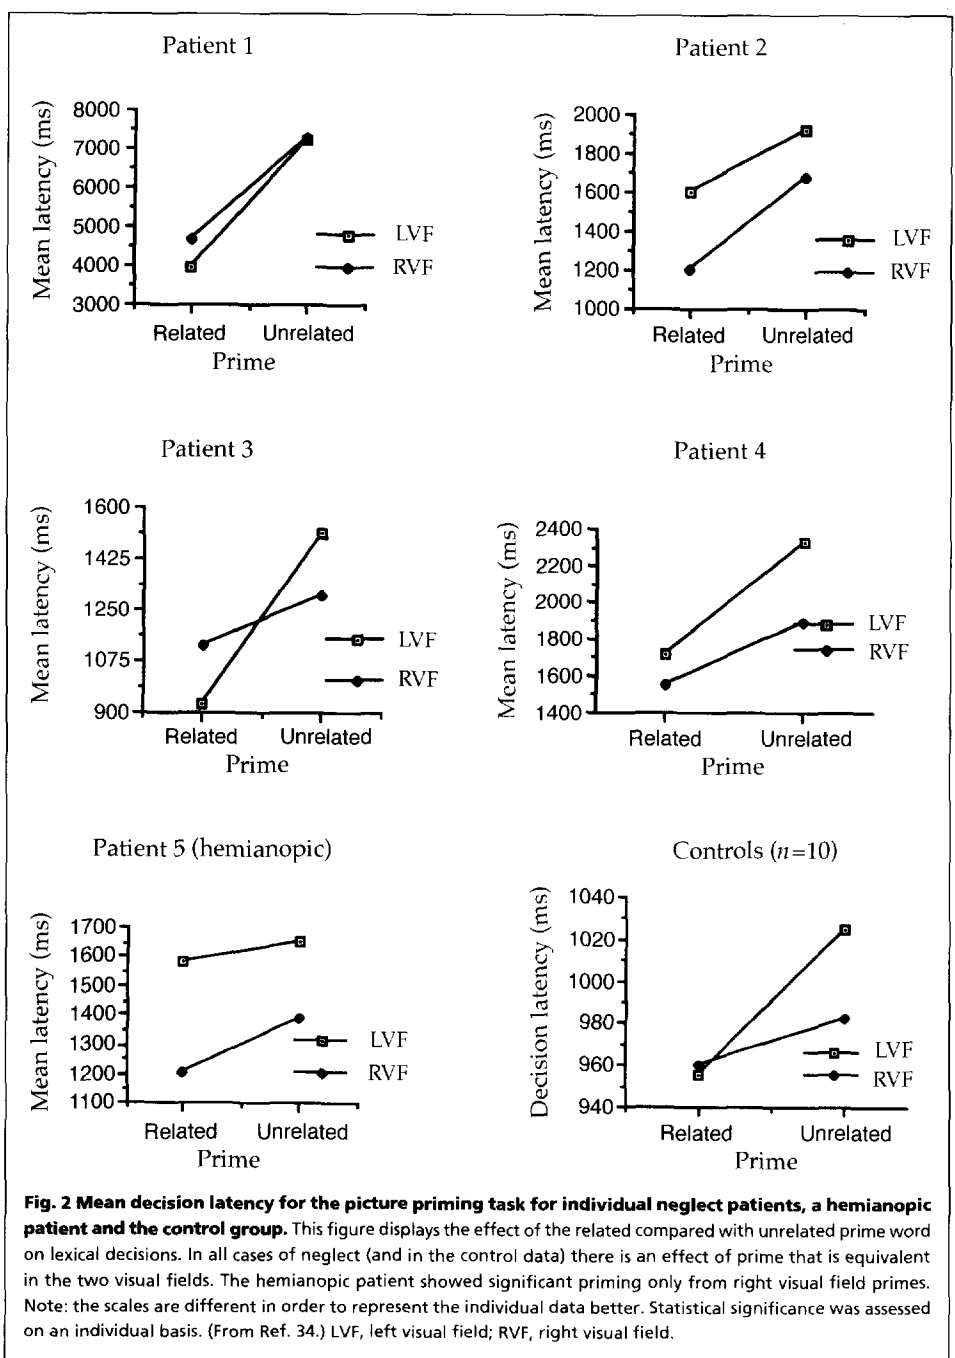 Patient 1
Mean latency (ms)
8000
7000
6000
5000
4000
3000
LVF
RVF
Related Unrelated
Prime
Patient 2
Mean latency (ms)
2000
1800
1600
1400
1200
1000
LVF
RVF
Related Unrelated
Prime
Patient 3
Mean latency (ms)
1600
1425
1250
1075
900
LVF
RVF
Related Unrelated
Prime
Patient 4
Mean latency (ms)
2400
2200
2000
1800
1600
1400
LVF
RVF
Related Unrelated
Prime
Patient 5 (hemianopic)
Mean latency (ms)
1700
1600
1500
1400
1300
1200
1100
LVF
RVF
Related Unrelated
Prime
Controls (n=10)
Decision latency (ms)
1040
1020
1000
980
960
940
LVF
RVF
Related Unrelated
Prime
Fig. 2 Mean decision latency for the picture priming task for individual neglect patients, a hemianopic
patient and the control group. This figure displays the effect of the related compared with unrelated prime word
on lexical decisions. In all cases of neglect (and in the control data) there is an effect of prime that is equivalent
in the two visual fields. The hemianopic patient showed significant priming only from right visual field primes.
Note: the scales are different in order to represent the individual data better. Statistical significance was assessed
on an individual basis. (From Ref. 34.) LVF, left visual field; RVF, right visual field.